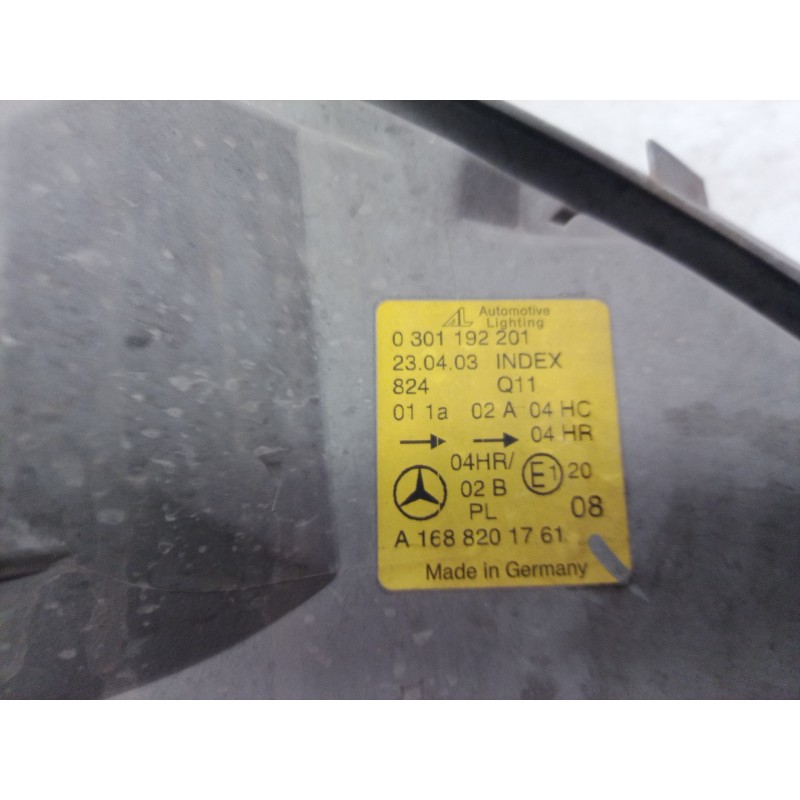 AL Automotive
Lighting
0 301 192 201
23.04.03 INDEX
824 Q11
01 1a 02 A 04 HC
04 HR
04HR/ E1 20
02 B
PL 08
A 168 820 17 61
Made in Germany